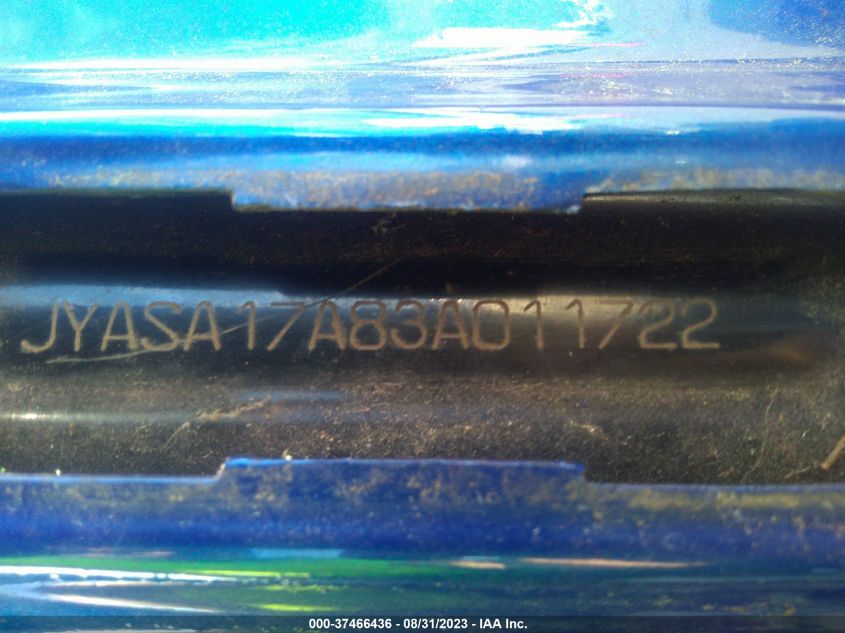 JYASA17A83A011722
000-37466436 - 08/31/2023 - IAA Inc.